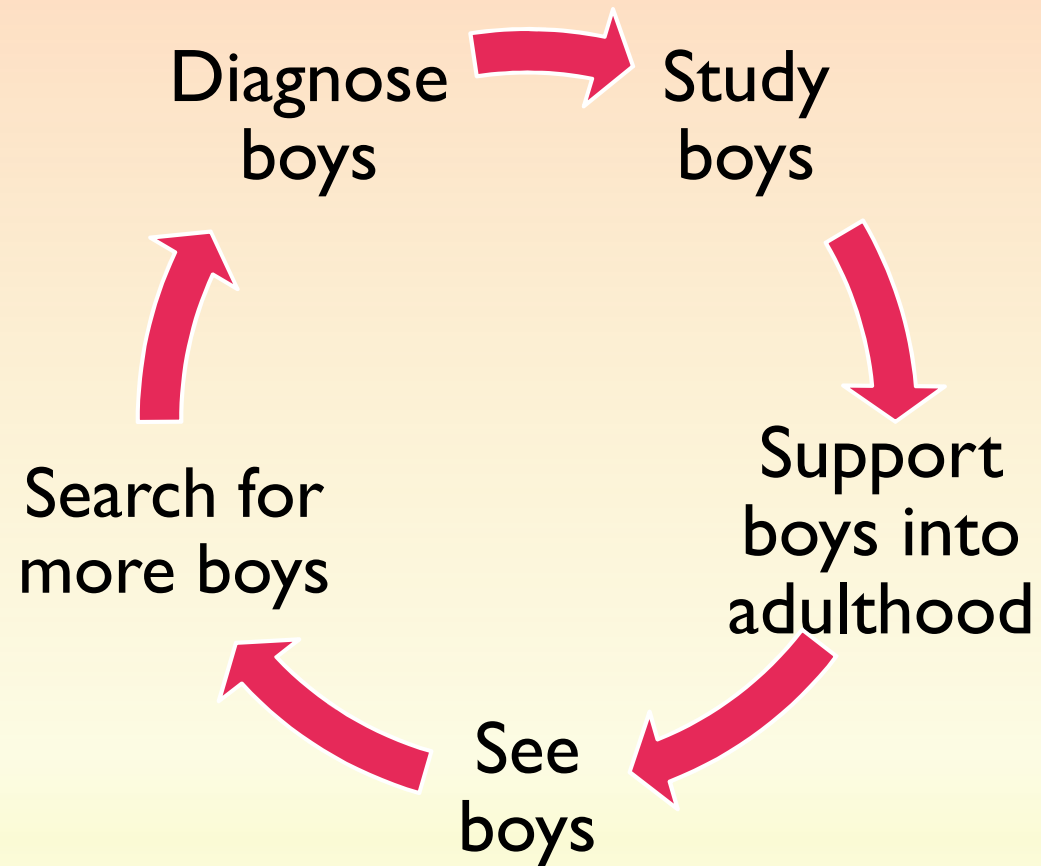 Diagnose
boys
Study
boys
Support
boys into
adulthood
See
boys
Search for
more boys